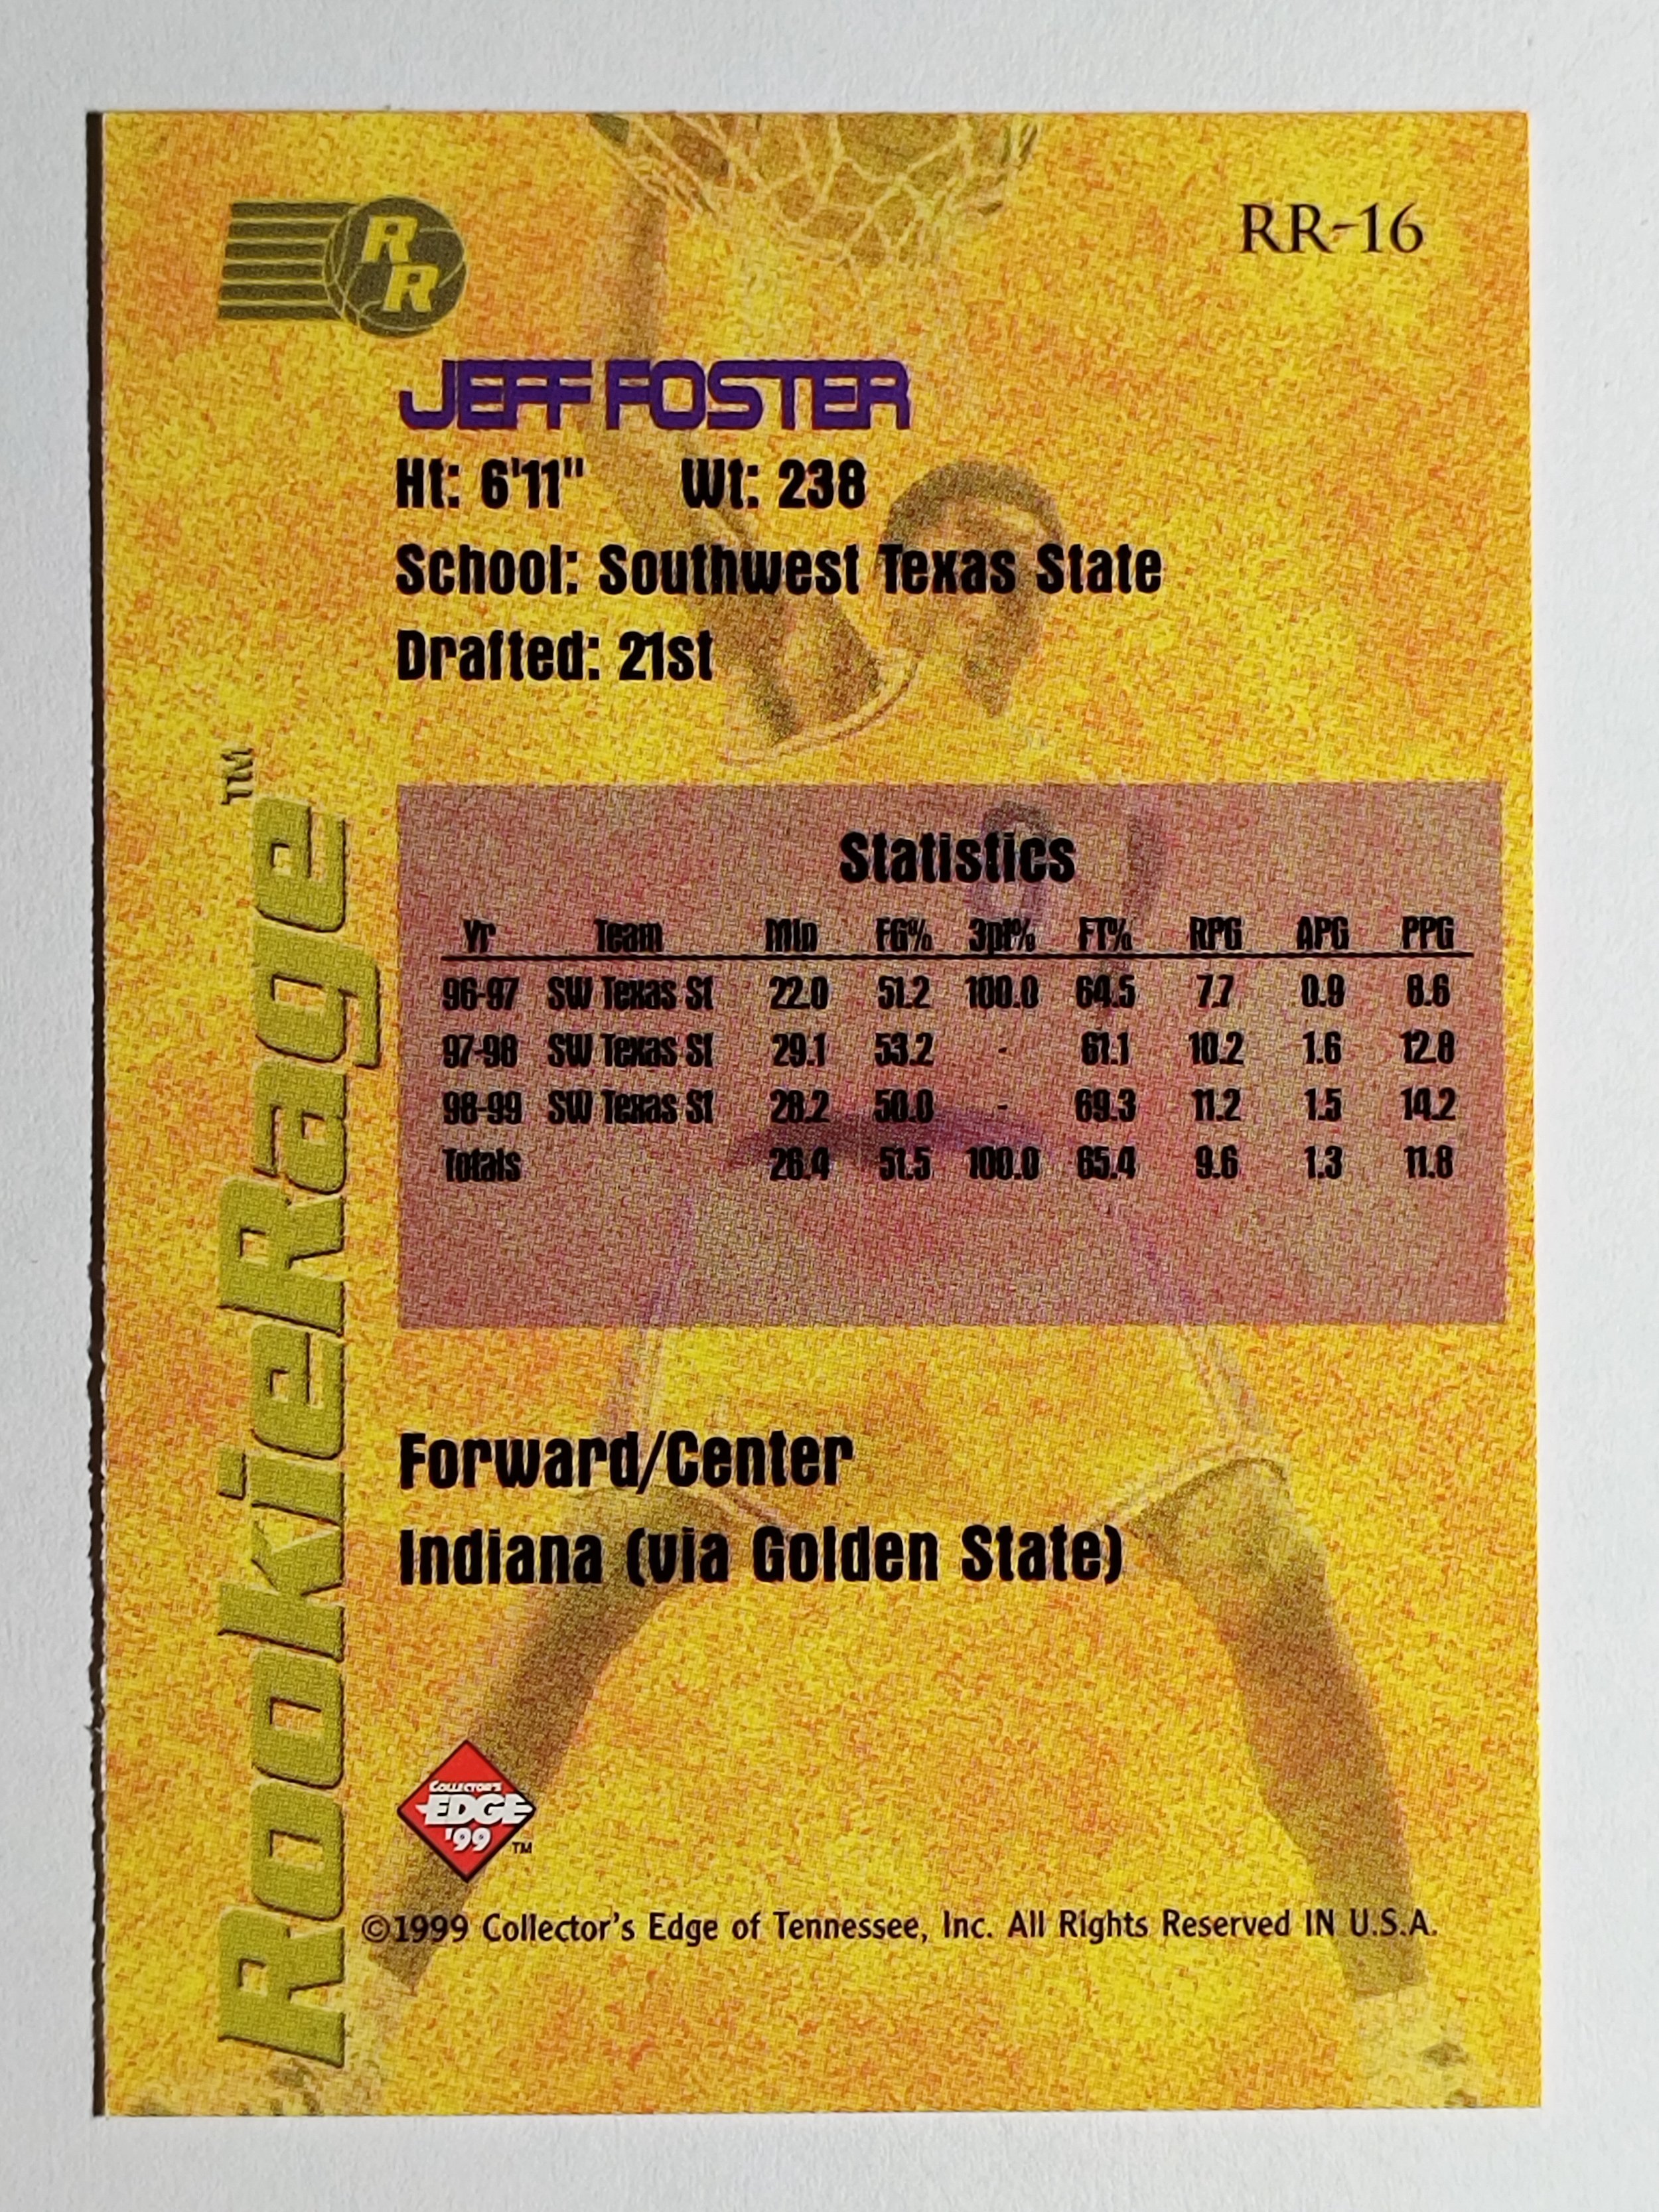 R
R
RR-16
JEFF FOSTER
Ht: 6'11" Wt: 238
School: Southwest Texas State
Drafted: 21st
RookieRage™
Statistics
Yr Team Min FG% 3pt% FT% RPG APG PPG
96-97 SW Texas St 22.0 51.2 100.0 64.5 7.7 0.9 8.6
97-98 SW Texas St 29.1 53.2 - 61.1 10.2 1.6 12.8
98-99 SW Texas St 28.2 50.0 - 69.3 11.2 1.5 14.2
Totals 26.4 51.5 100.0 65.4 9.6 1.3 11.8
Forward/Center
Indiana (via Golden State)
COLLECTOR'S
EDGE
'99 TM
©1999 Collector's Edge of Tennessee, Inc. All Rights Reserved IN U.S.A.